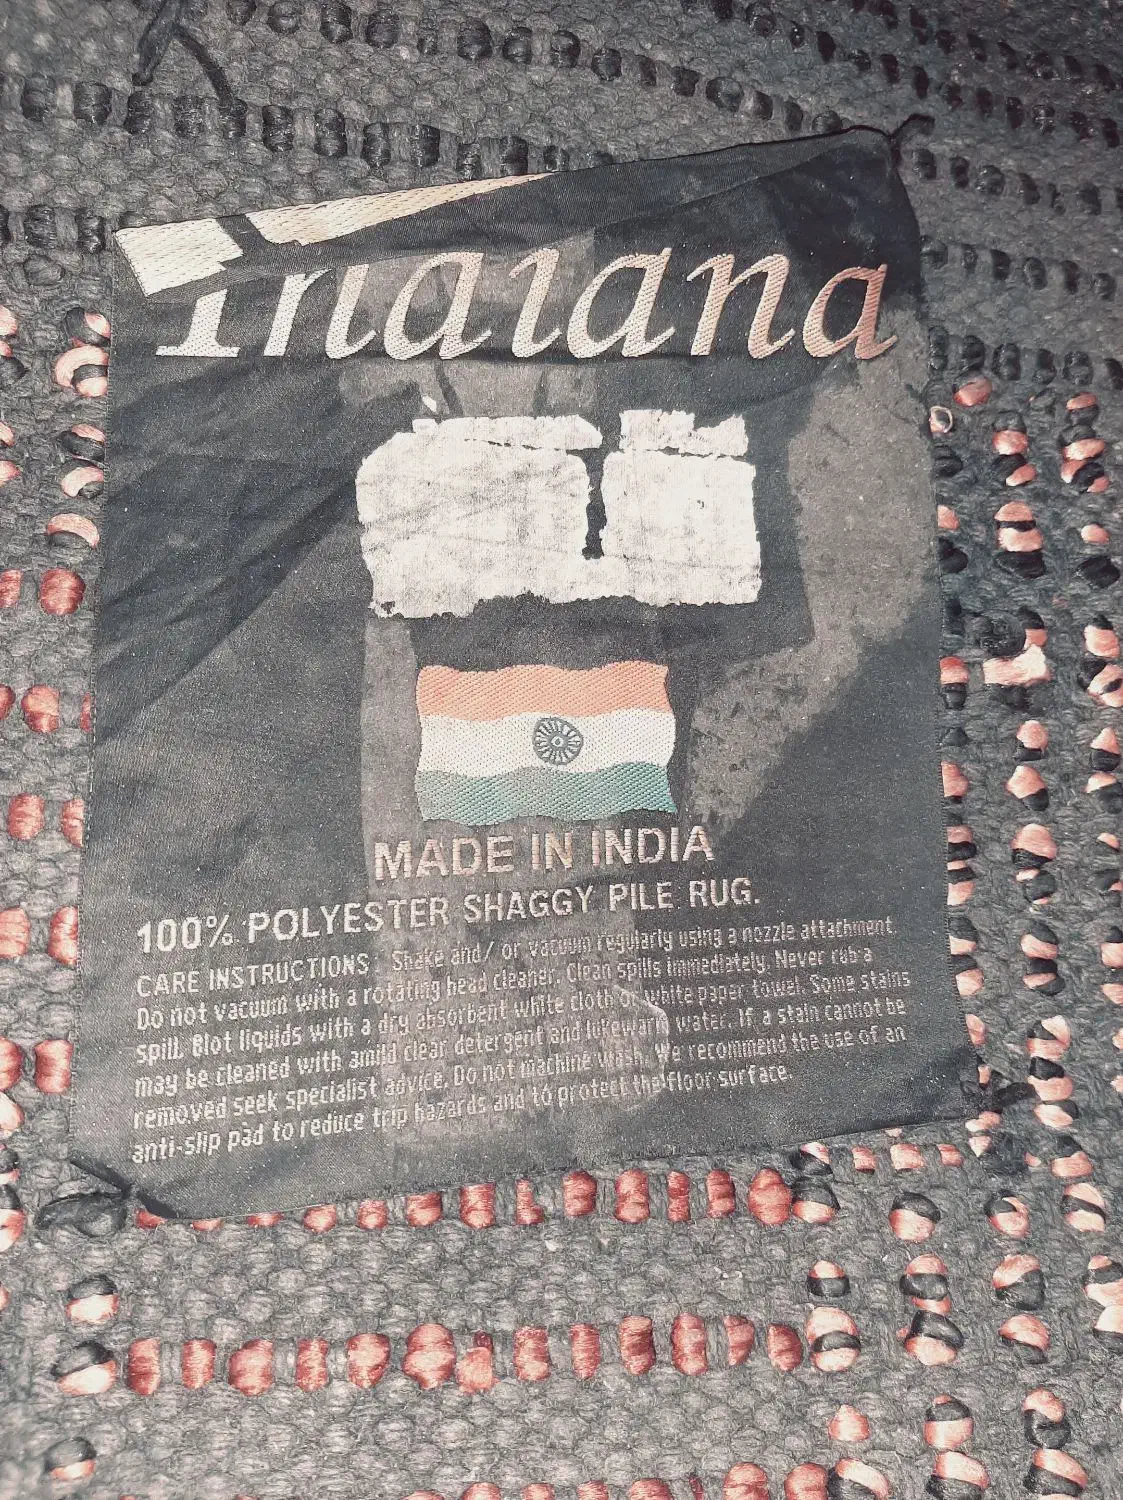 Indiana
MADE IN INDIA
100% POLYESTER SHAGGY PILE RUG.
CARE INSTRUCTIONS Shake and/ or vacuum regularly using a nozzle attachment.
Do not vacuum with a rotating head cleaner. Clean spills immediately. Never rub a
spill. Blot liquids with a dry absorbent white cloth or white paper towel. Some stains
may be cleaned with amild clear detergent and lukewarm water. If a stain cannot be
removed seek specialist advice. Do not machine wash. We recommend the use of an
anti-slip pad to reduce trip hazards and to protect the floor surface.